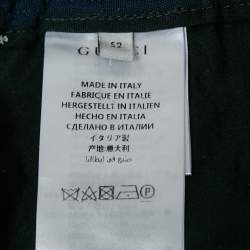 52
GUCCI
MADE IN ITALY
FABRIQUE EN ITALIE
HERGESTELLT IN ITALIEN
HECHO EN ITALIA
СДЕЛАНО В ИТАЛИИ
イタリア製
产地:意大利
صنع في ايطاليا